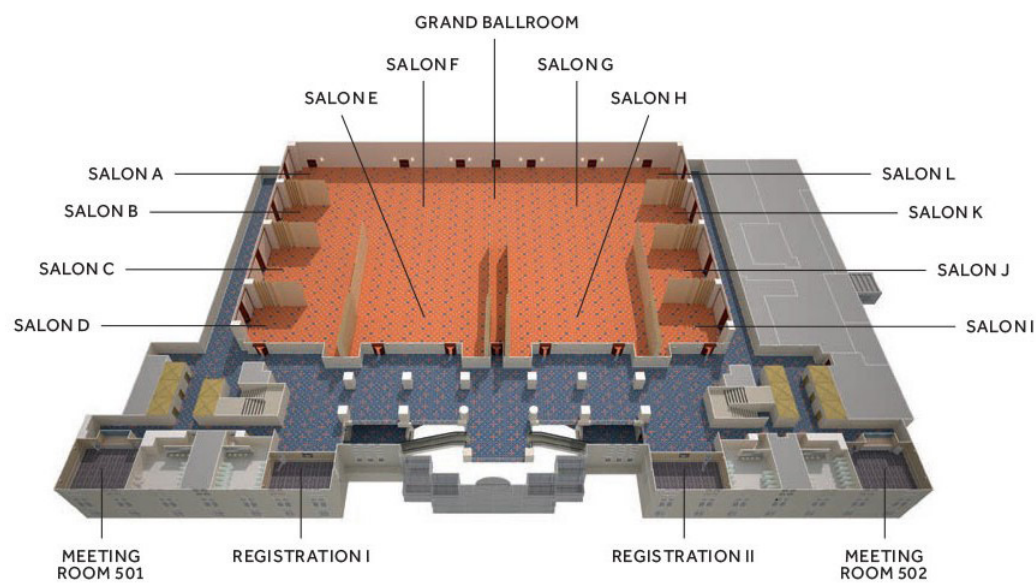 GRAND BALLROOM
SALON F
SALON G
SALON E
SALON H
SALON A
SALON L
SALON B
SALON K
SALON C
SALON J
SALON D
SALON I
MEETING
ROOM 501
REGISTRATION I
REGISTRATION II
MEETING
ROOM 502